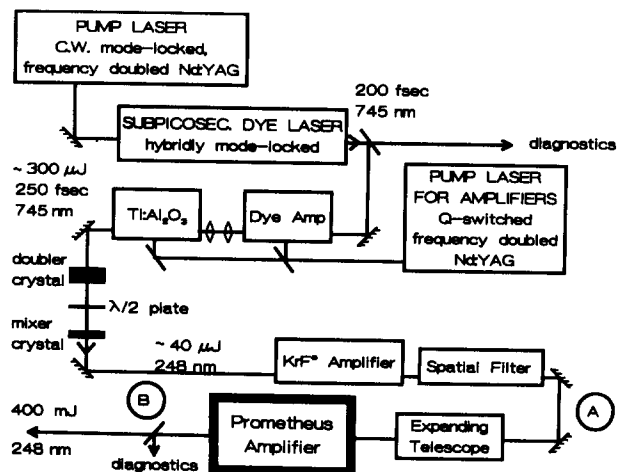 PUMP LASER
C.W. mode-locked,
frequency doubled Nd:YAG
200 fsec
745 nm
SUBPICOSEC. DYE LASER
hybridly mode-locked
diagnostics
~ 300 μJ
250 fsec
745 nm
Ti:Al₂O₃
Dye Amp
PUMP LASER
FOR AMPLIFIERS
Q-switched
frequency doubled
Nd:YAG
doubler
crystal
λ/2 plate
mixer
crystal
~ 40 μJ
248 nm
KrF* Amplifier
Spatial Filter
A
B
400 mJ
248 nm
diagnostics
Prometheus
Amplifier
Expanding
Telescope